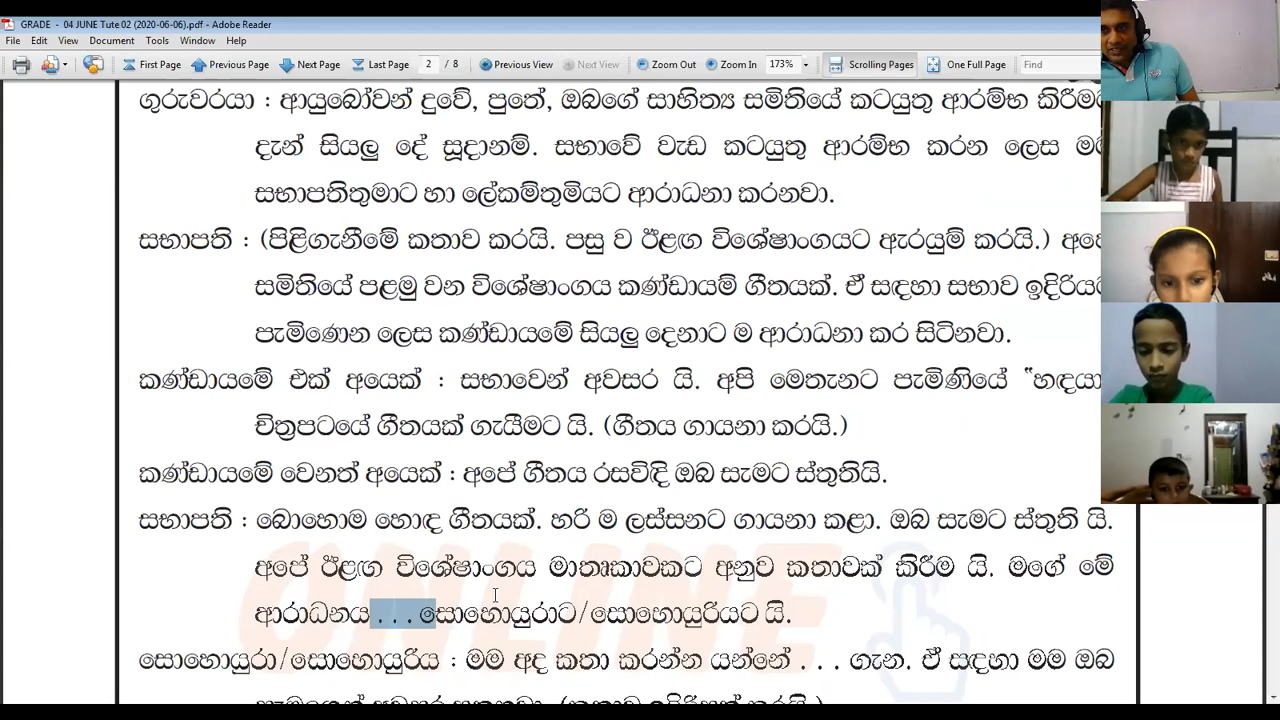 GRADE - 04 JUNE Tute 02 (2020-06-06).pdf - Adobe Reader
File Edit View Document Tools Window Help
First Page Previous Page Next Page Last Page 2 / 8 Previous View Next View Zoom Out Zoom In 173% Scrolling Pages One Full Page Find
ගුරුවරයා : ආයුබෝවන් දුවේ, පුතේ, ඔබගේ සාහිත්‍ය සමිතියේ කටයුතු ආරම්භ
දැන් සියලු දේ සූදානම්. සභාවේ වැඩ කටයුතු ආරම්භ කරන ලෙස
සභාපතිතුමාට හා ලේකම්තුමියට ආරාධනා කරනවා.
සභාපති : (පිළිගැනීමේ කතාව කරයි. පසු ව ඊළඟ විශේෂාංගයට ඇරයුම් කරයි.)
සමිතියේ පළමු වන විශේෂාංගය කණ්ඩායම් ගීතයක්. ඒ සඳහා සභාව
පැමිණෙන ලෙස කණ්ඩායමේ සියලු දෙනාට ම ආරාධනා කර සිටිනවා.
කණ්ඩායමේ එක් අයෙක් : සභාවෙන් අවසර යි. අපි මෙතැනට පැමිණියේ “හඳයා
චිත්‍රපටයේ ගීතයක් ගැයීමට යි. (ගීතය ගායනා කරයි.)
කණ්ඩායමේ වෙනත් අයෙක් : අපේ ගීතය රසවිඳි ඔබ සැමට ස්තුතියි.
සභාපති : බොහොම හොඳ ගීතයක්. හරි ම ලස්සනට ගායනා කළා. ඔබ සැමට ස්තුති යි.
අපේ ඊළඟ විශේෂාංගය මාතෘකාවකට අනුව කතාවක් කිරීම යි. මගේ මේ
ආරාධනය . . . සොහොයුරාට/සොහොයුරියට යි.
සොහොයුරා/සොහොයුරිය : මම අද කතා කරන්න යන්නේ . . . ගැන. ඒ සඳහා මම ඔබ
ONLINE